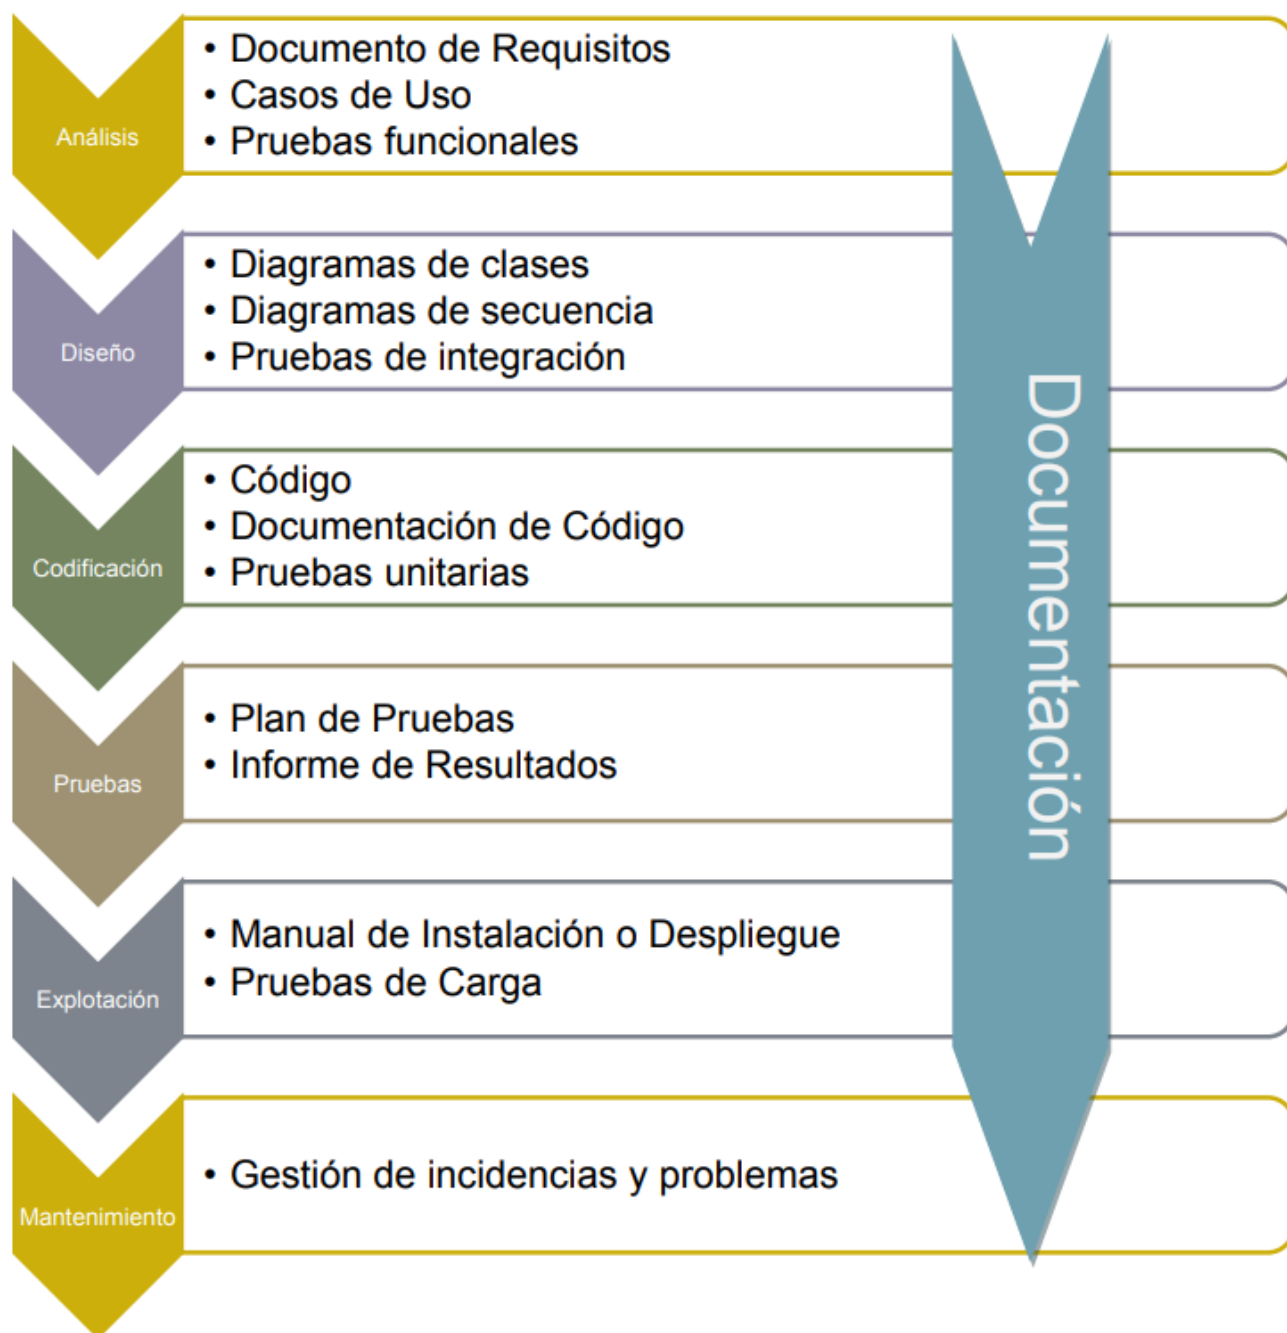 Análisis
• Documento de Requisitos
• Casos de Uso
• Pruebas funcionales
Diseño
• Diagramas de clases
• Diagramas de secuencia
• Pruebas de integración
Codificación
• Código
• Documentación de Código
• Pruebas unitarias
Pruebas
• Plan de Pruebas
• Informe de Resultados
Explotación
• Manual de Instalación o Despliegue
• Pruebas de Carga
Mantenimiento
• Gestión de incidencias y problemas
Documentación